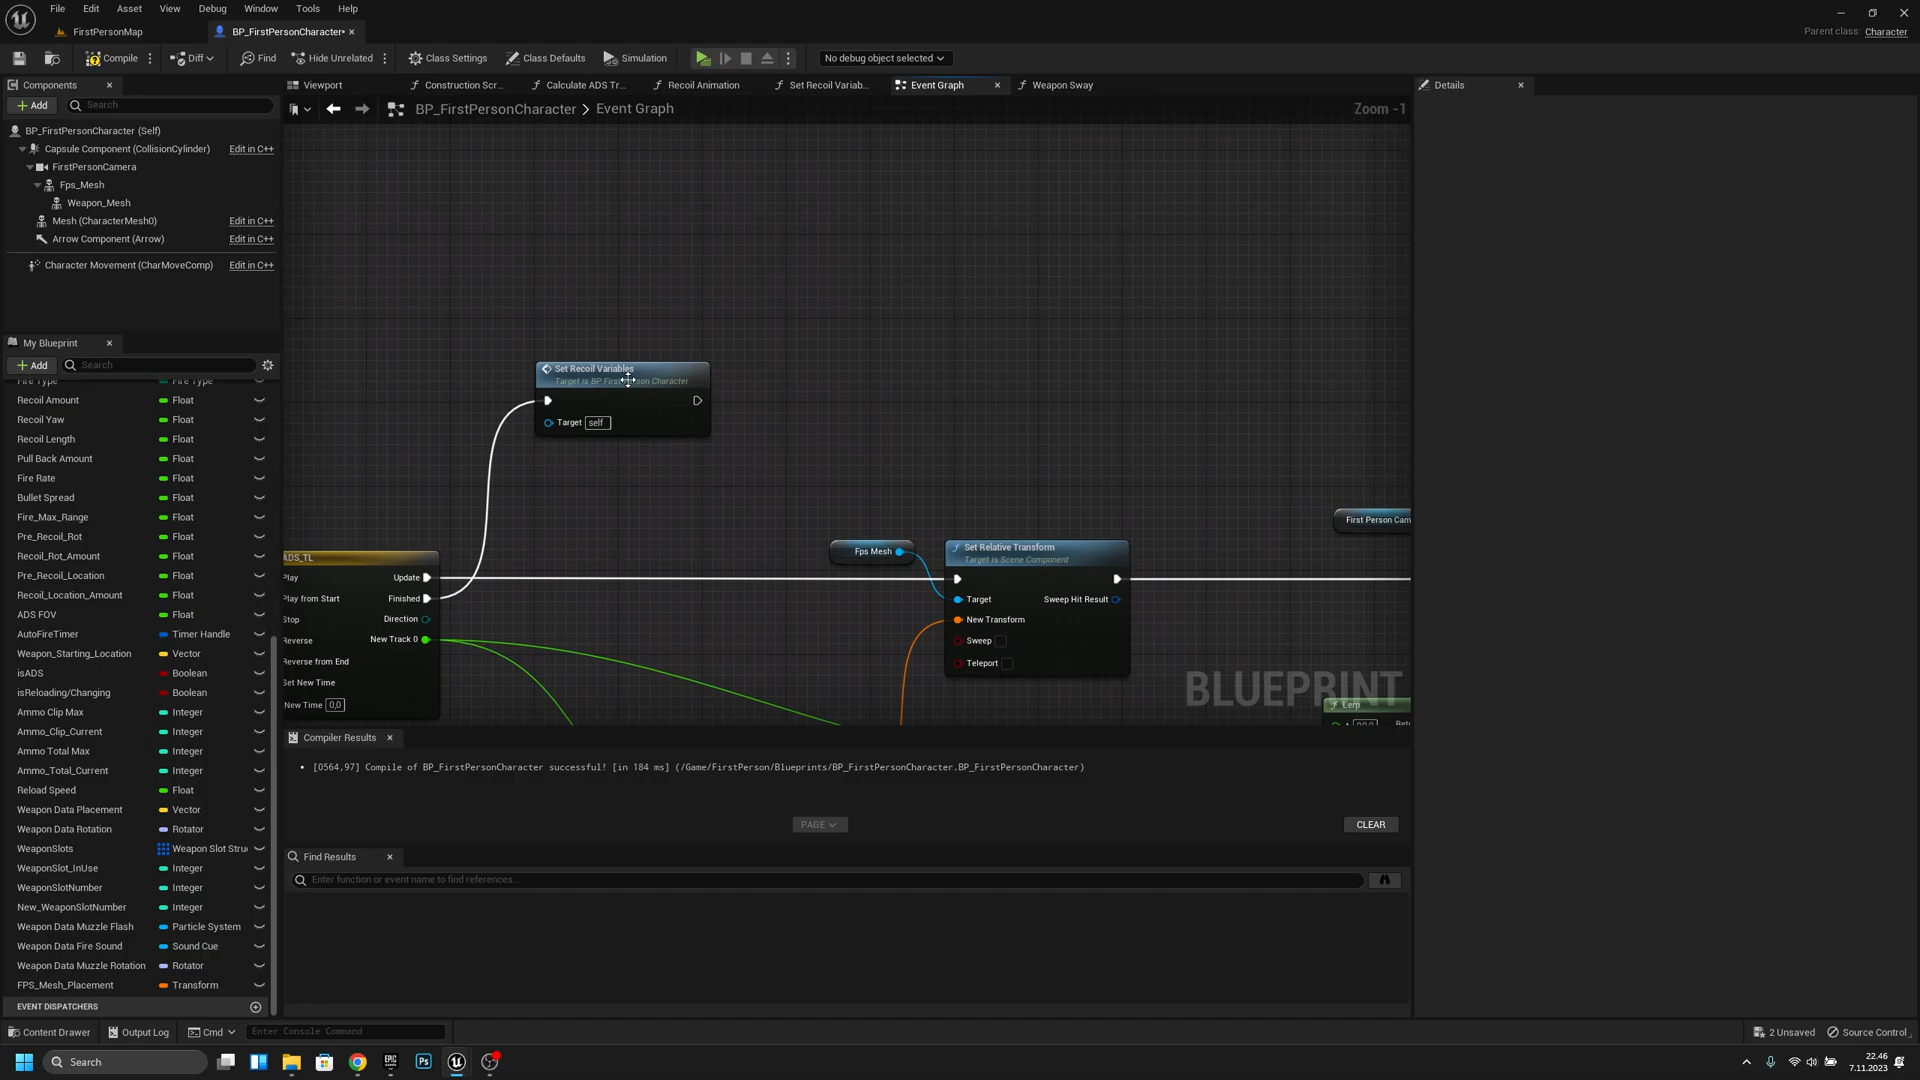 File Edit Asset View Debug Window Tools Help
FirstPersonMap
BP_FirstPersonCharacter•
Parent class: Character
Compile
Diff
Find
Hide Unrelated
Class Settings
Class Defaults
Simulation
No debug object selected
Components
Add
Search
BP_FirstPersonCharacter (Self)
Capsule Component (CollisionCylinder) Edit in C++
FirstPersonCamera
Fps_Mesh
Weapon_Mesh
Mesh (CharacterMesh0) Edit in C++
Arrow Component (Arrow) Edit in C++
Character Movement (CharMoveComp) Edit in C++
My Blueprint
Add
Search
Fire Type Fire Type
Recoil Amount Float
Recoil Yaw Float
Recoil Length Float
Pull Back Amount Float
Fire Rate Float
Bullet Spread Float
Fire_Max_Range Float
Pre_Recoil_Rot Float
Recoil_Rot_Amount Float
Pre_Recoil_Location Float
Recoil_Location_Amount Float
ADS FOV Float
AutoFireTimer Timer Handle
Weapon_Starting_Location Vector
isADS Boolean
isReloading/Changing Boolean
Ammo Clip Max Integer
Ammo_Clip_Current Integer
Ammo Total Max Integer
Ammo_Total_Current Integer
Reload Speed Float
Weapon Data Placement Vector
Weapon Data Rotation Rotator
WeaponSlots Weapon Slot Stru
WeaponSlot_InUse Integer
WeaponSlotNumber Integer
New_WeaponSlotNumber Integer
Weapon Data Muzzle Flash Particle System
Weapon Data Fire Sound Sound Cue
Weapon Data Muzzle Rotation Rotator
FPS_Mesh_Placement Transform
EVENT DISPATCHERS
Viewport
Construction Scr...
Calculate ADS Tr...
Recoil Animation
Set Recoil Variab...
Event Graph
Weapon Sway
BP_FirstPersonCharacter > Event Graph
Zoom -1
Set Recoil Variables
Target is BP First Person Character
Target self
ADS_TL
Play Update
Play from Start Finished
Stop Direction
Reverse New Track 0
Reverse from End
Set New Time
New Time 0,0
Fps Mesh
Set Relative Transform
Target is Scene Component
Target Sweep Hit Result
New Transform
Sweep
Teleport
First Person Cam
Lerp
BLUEPRINT
Compiler Results
• [0564,97] Compile of BP_FirstPersonCharacter successful! [in 184 ms] (/Game/FirstPerson/Blueprints/BP_FirstPersonCharacter.BP_FirstPersonCharacter)
PAGE
CLEAR
Find Results
Enter function or event name to find references...
Details
Content Drawer
Output Log
Cmd
Enter Console Command
2 Unsaved
Source Control
Search
EPIC
Ps
22.46
7.11.2023